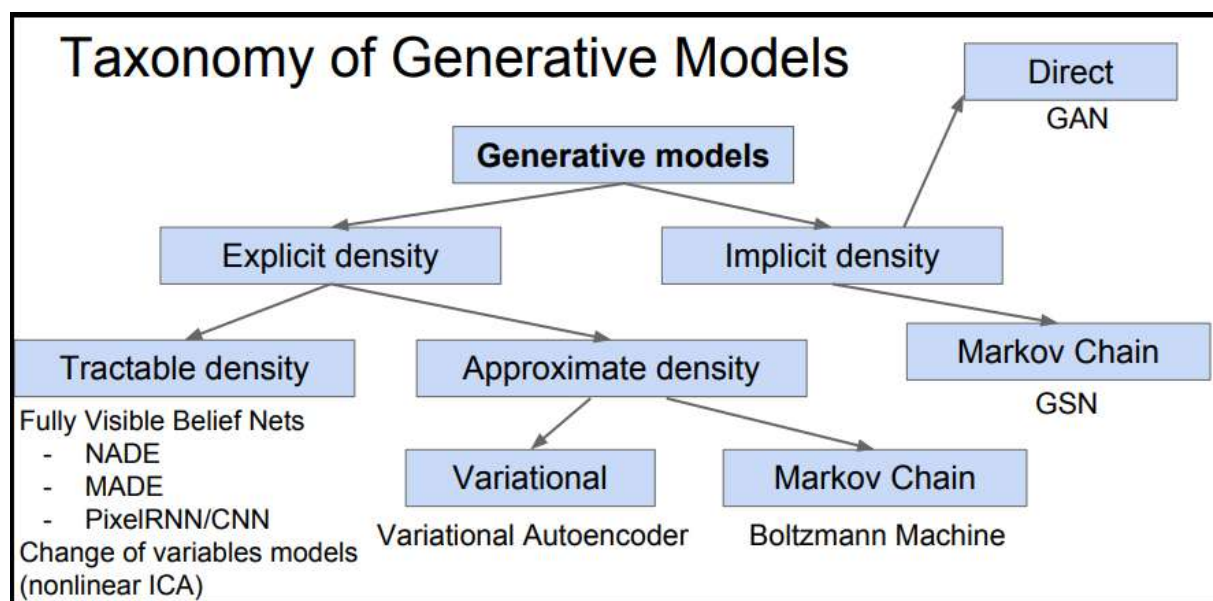 Taxonomy of Generative Models
Direct
GAN
Generative models
Explicit density
Implicit density
Tractable density
Approximate density
Markov Chain
GSN
Fully Visible Belief Nets
- NADE
- MADE
- PixelRNN/CNN
Change of variables models
(nonlinear ICA)
Variational
Variational Autoencoder
Markov Chain
Boltzmann Machine